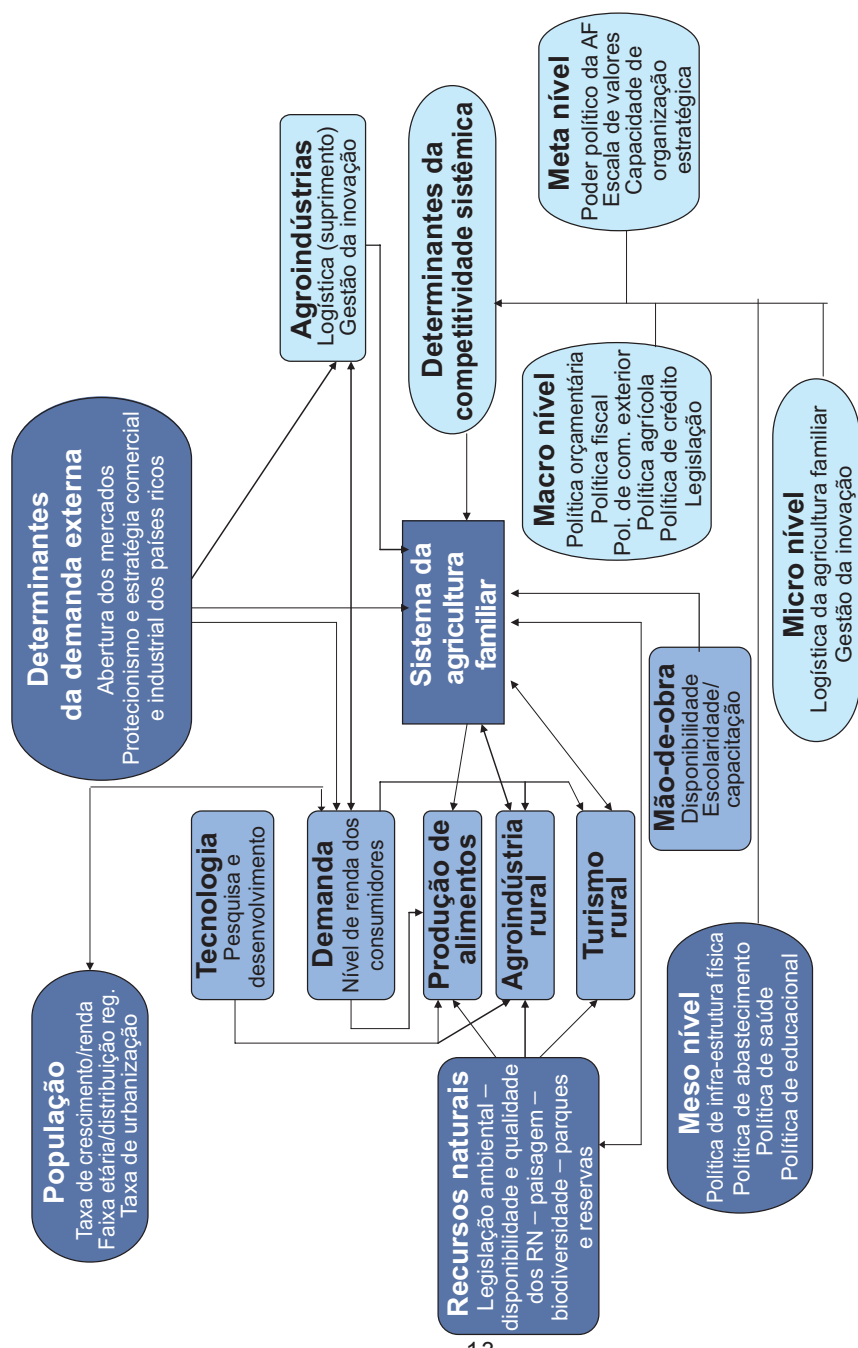 População
Taxa de crescimento/renda
Faixa etária/distribuição reg.
Taxa de urbanização
Determinantes
da demanda externa
Abertura dos mercados
Protecionismo e estratégia comercial
e industrial dos países ricos
Tecnologia
Pesquisa e
desenvolvimento
Agroindústrias
Logística (suprimento)
Gestão da inovação
Demanda
Nível de renda dos
consumidores
Recursos naturais
Legislação ambiental –
disponibilidade e qualidade
dos RN – paisagem –
biodiversidade – parques
e reservas
Produção de
alimentos
Agroindústria
rural
Turismo
rural
Sistema da
agricultura
familiar
Determinantes da
competitividade sistêmica
Mão-de-obra
Disponibilidade
Escolaridade/
capacitação
Macro nível
Política orçamentária
Política fiscal
Pol. de com. exterior
Política agrícola
Política de crédito
Legislação
Meta nível
Poder político da AF
Escala de valores
Capacidade de
organização
estratégica
Meso nível
Política de infra-estrutura física
Política de abastecimento
Política de saúde
Política de educacional
Micro nível
Logística da agricultura familiar
Gestão da inovação